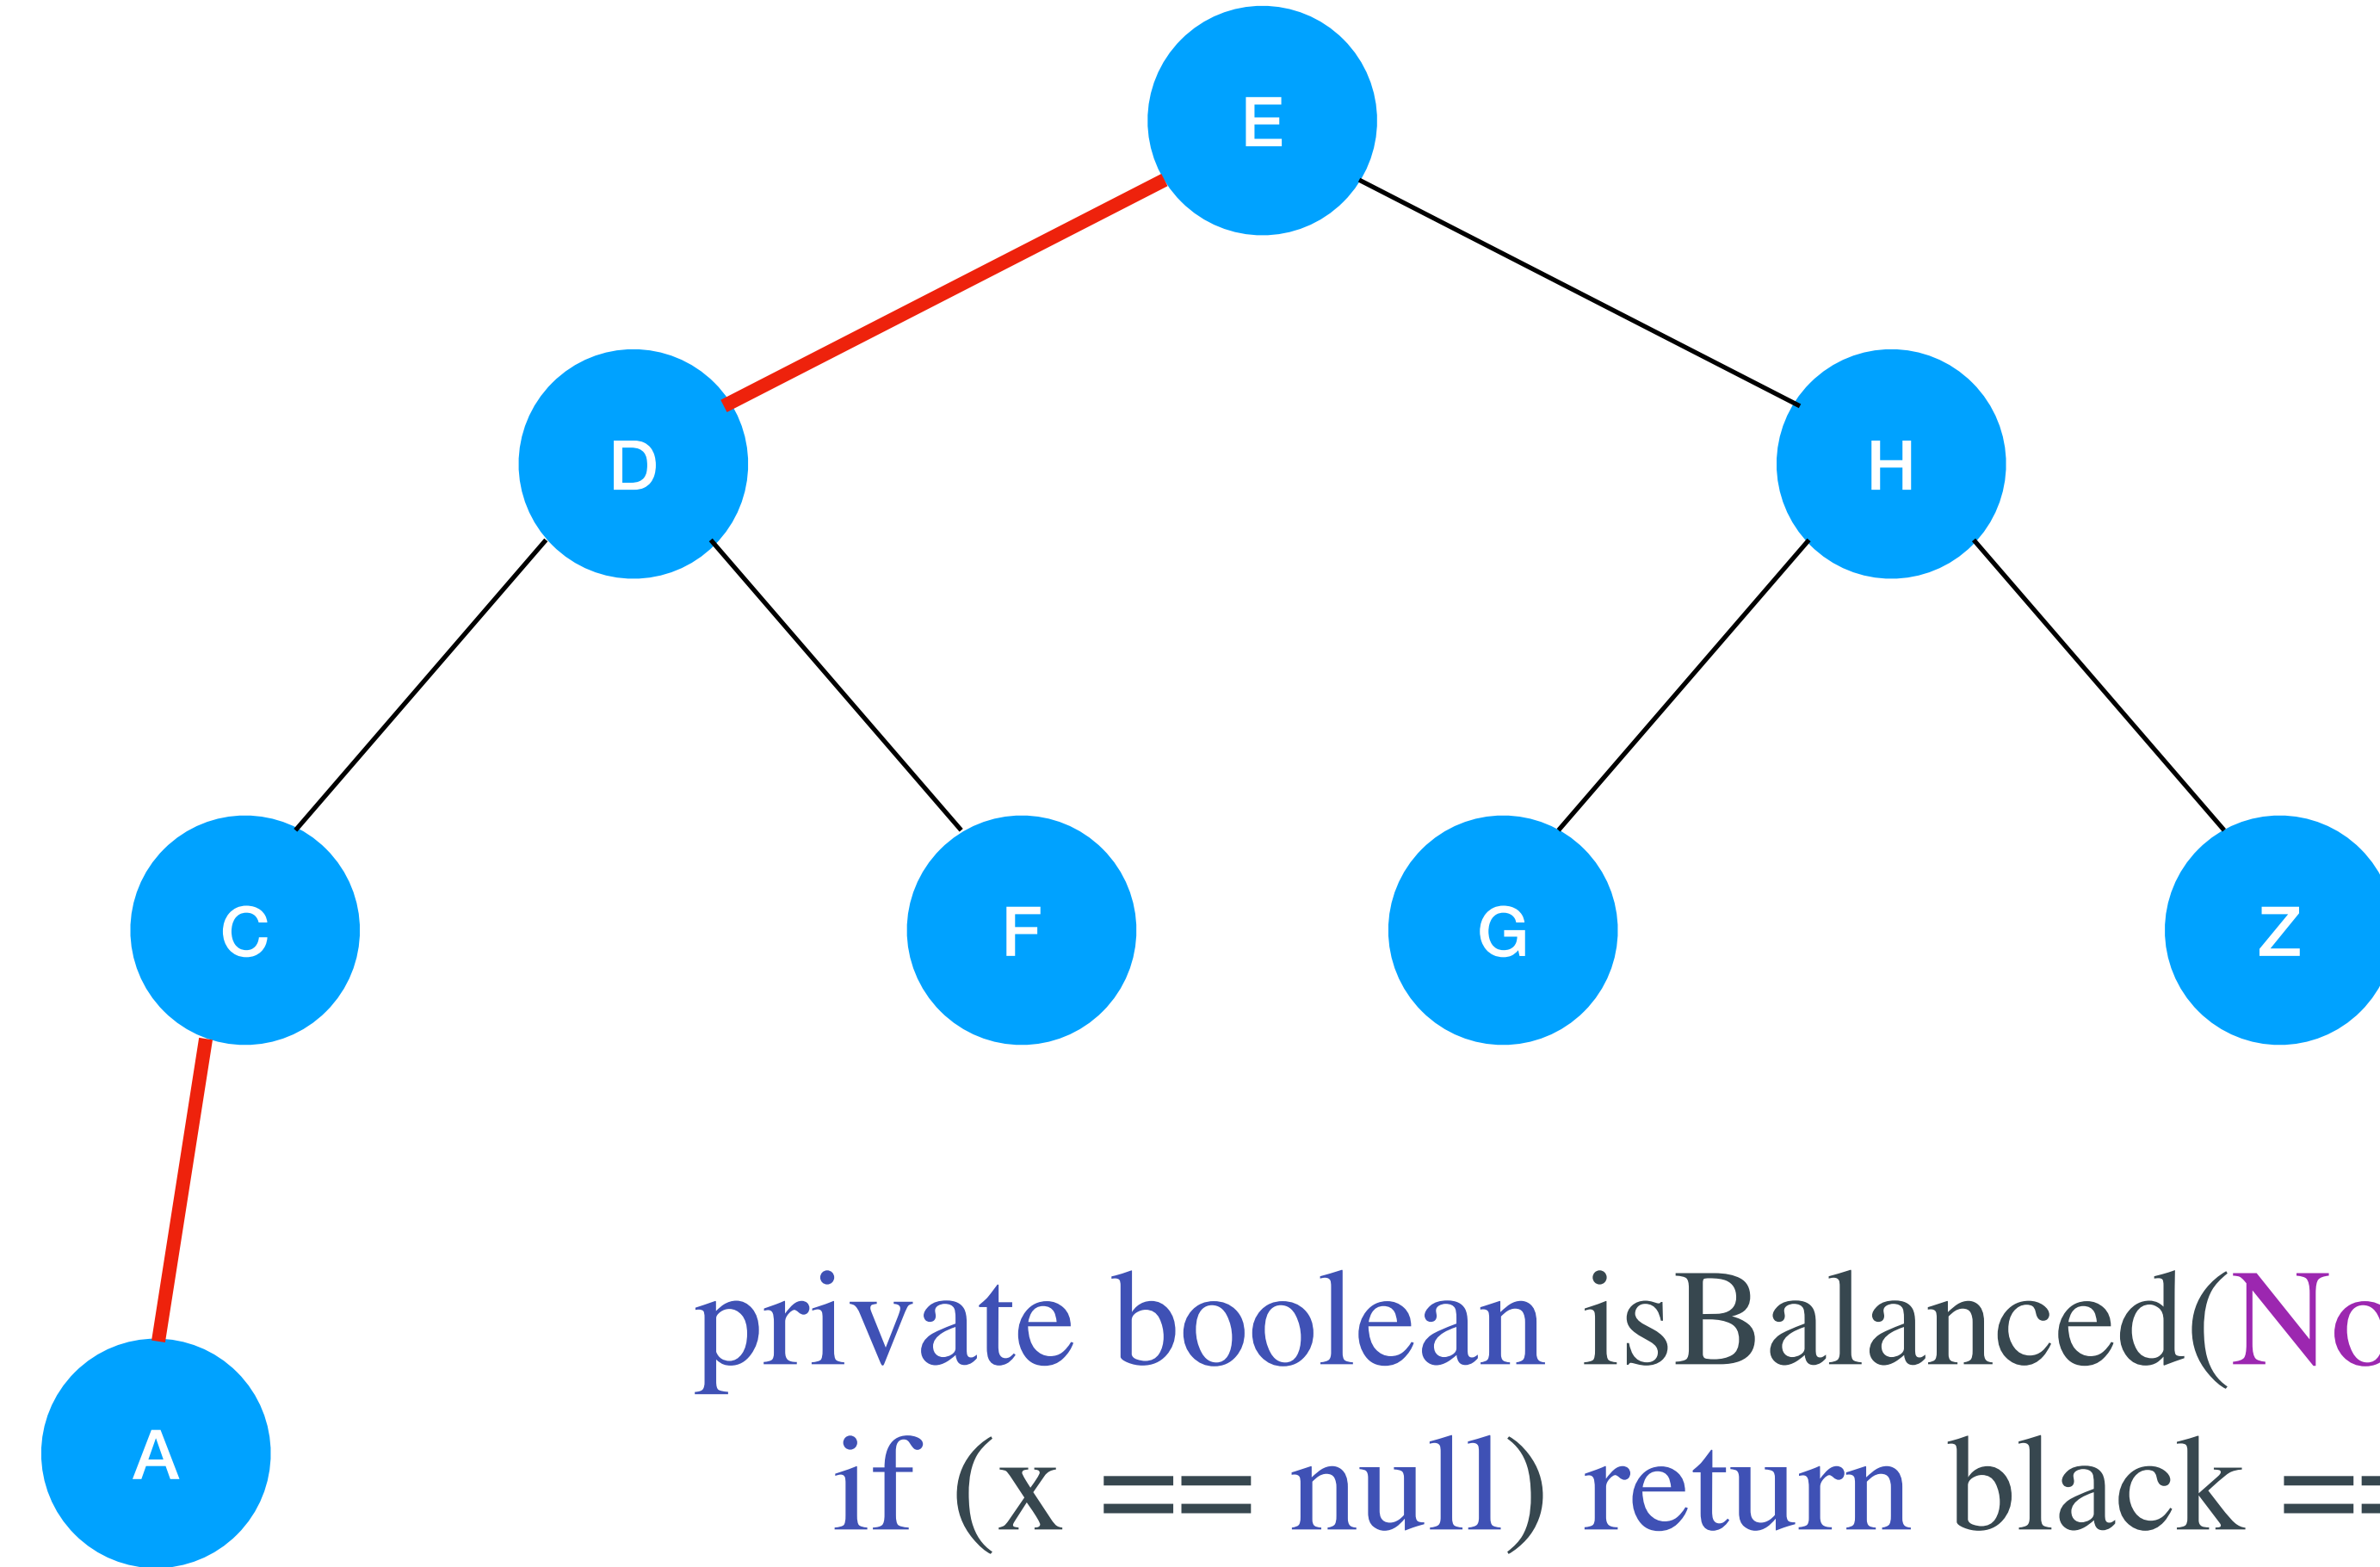 E
D H
C F G Z
private boolean isBalanced(No
A
if (x == null) return black ==